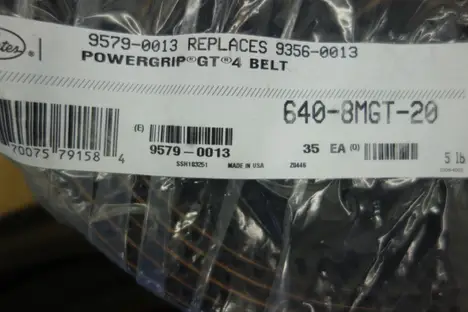 9579-0013 REPLACES 9356-0013
POWERGRIP®GT®4 BELT
640-8MGT-20
(E)
9579-0013
35 EA (Q)
5 lb
70075 79158 4
MADE IN USA